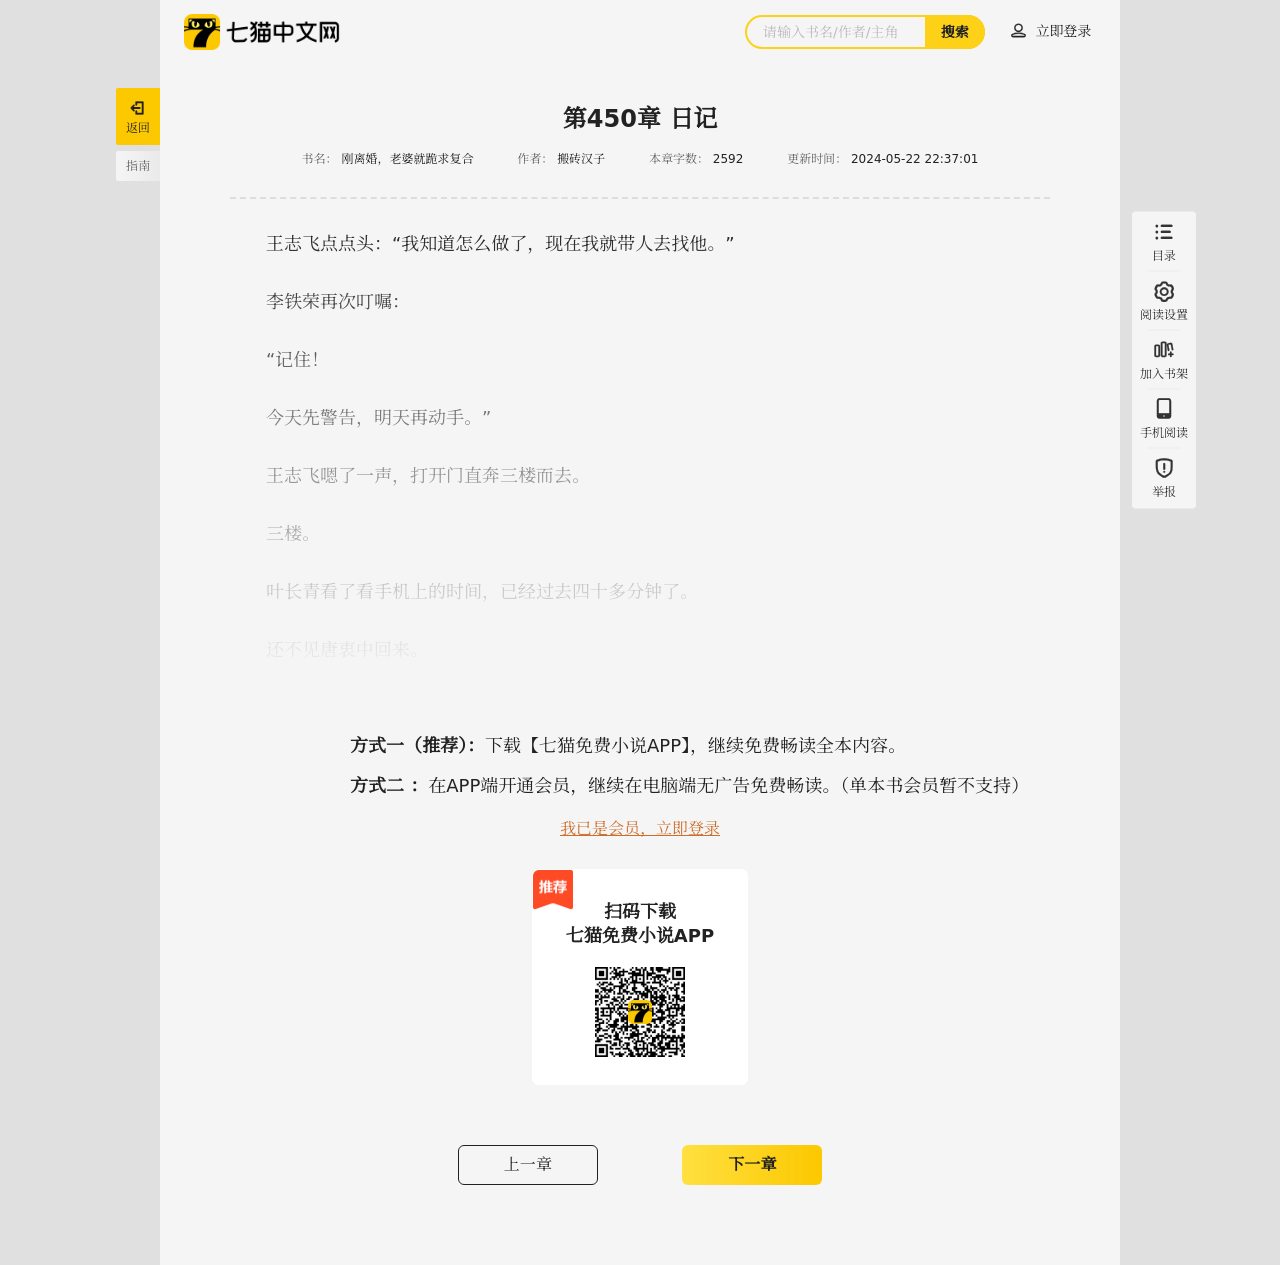 七猫中文网
请输入书名/作者/主角
搜索
立即登录
返回
指南
第450章 日记
书名： 刚离婚，老婆就跪求复合 作者： 搬砖汉子 本章字数： 2592 更新时间： 2024-05-22 22:37:01
王志飞点点头：“我知道怎么做了，现在我就带人去找他。”
李铁荣再次叮嘱：
“记住！
今天先警告，明天再动手。”
王志飞嗯了一声，打开门直奔三楼而去。
三楼。
叶长青看了看手机上的时间，已经过去四十多分钟了。
还不见唐衷中回来。
目录
阅读设置
加入书架
手机阅读
举报
方式一（推荐）：下载【七猫免费小说APP】，继续免费畅读全本内容。
方式二 ：在APP端开通会员，继续在电脑端无广告免费畅读。（单本书会员暂不支持）
我已是会员，立即登录
推荐
扫码下载
七猫免费小说APP
上一章
下一章